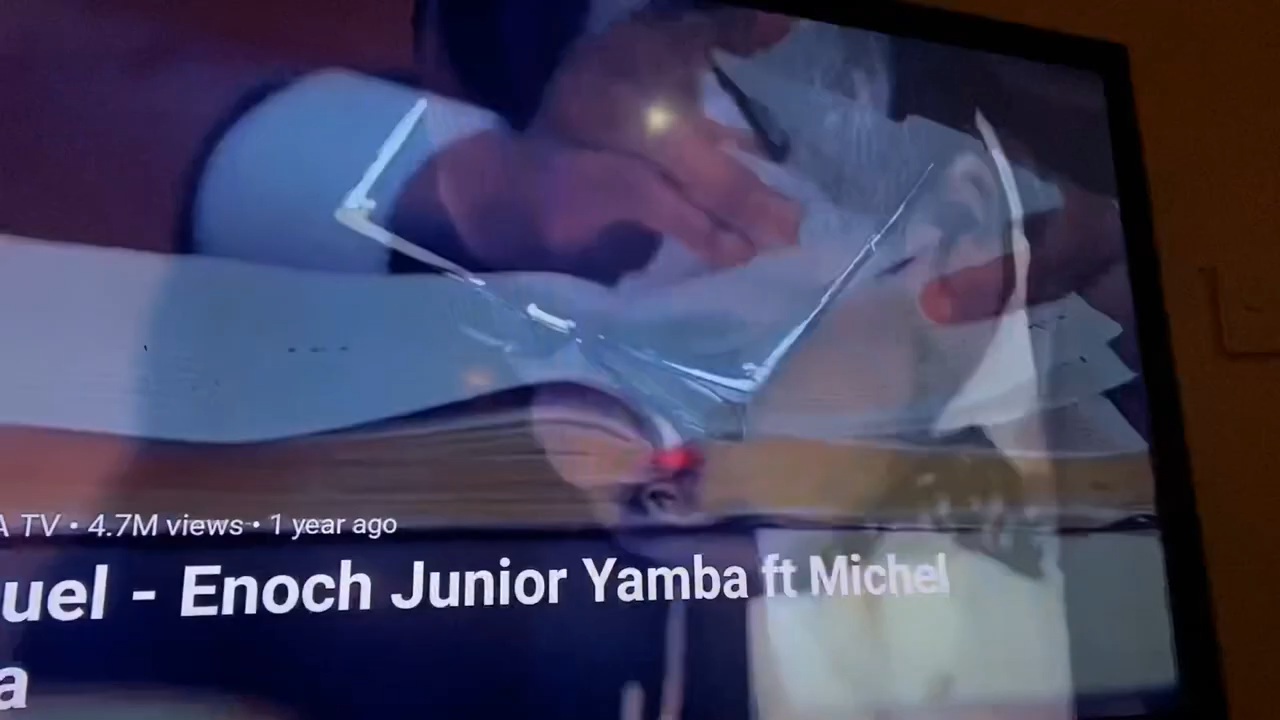 A TV • 4.7M views • 1 year ago
uel - Enoch Junior Yamba ft Michel
a